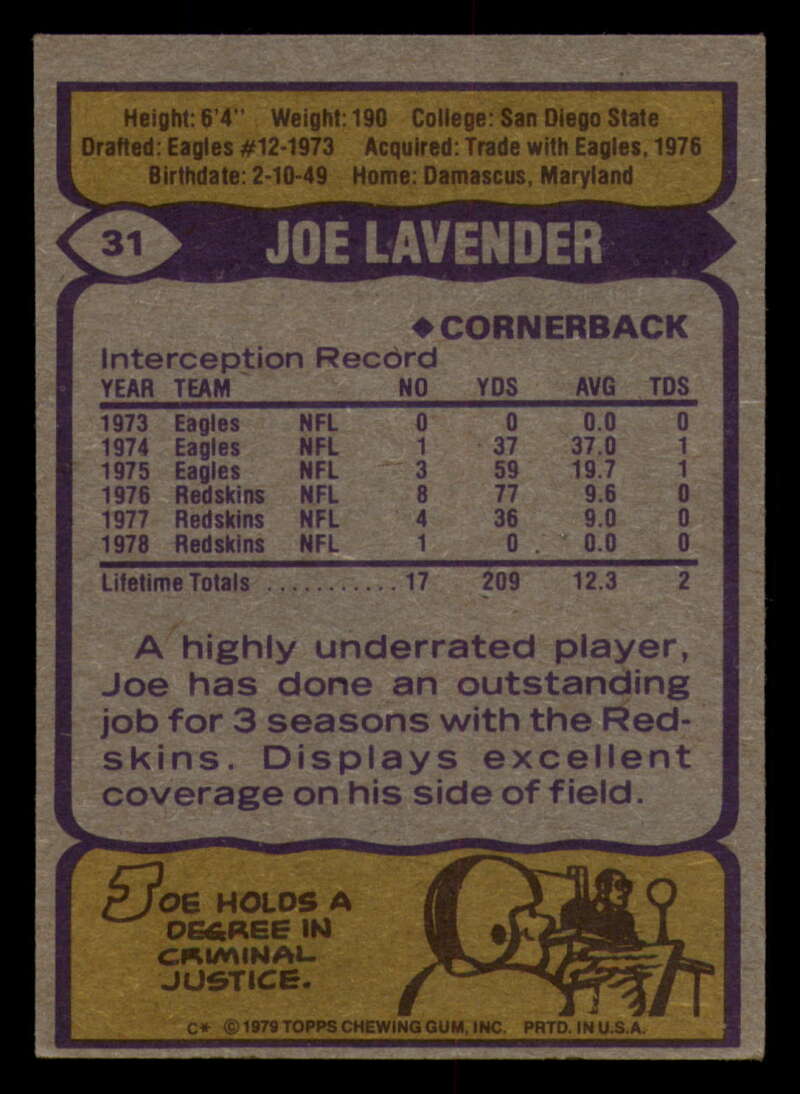 Height: 6'4" Weight: 190 College: San Diego State
Drafted: Eagles #12-1973 Acquired: Trade with Eagles, 1976
Birthdate: 2-10-49 Home: Damascus, Maryland
31 JOE LAVENDER
◆CORNERBACK
Interception Record
YEAR TEAM NO YDS AVG TDS
1973 Eagles NFL 0 0 0.0 0
1974 Eagles NFL 1 37 37.0 1
1975 Eagles NFL 3 59 19.7 1
1976 Redskins NFL 8 77 9.6 0
1977 Redskins NFL 4 36 9.0 0
1978 Redskins NFL 1 0 0.0 0
Lifetime Totals ........... 17 209 12.3 2
A highly underrated player,
Joe has done an outstanding
job for 3 seasons with the Red-
skins. Displays excellent
coverage on his side of field.
JOE HOLDS A
DEGREE IN
CRIMINAL
JUSTICE.
C* © 1979 TOPPS CHEWING GUM, INC. PRTD. IN U.S.A.